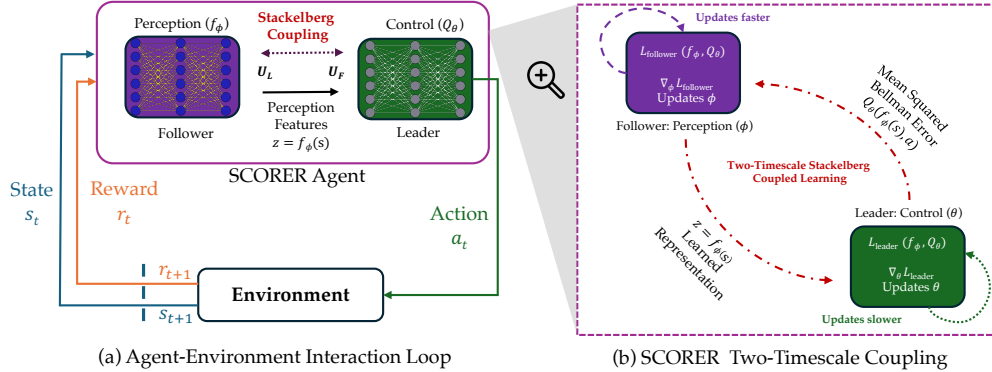 Perception (f_ϕ)
Stackelberg
Coupling
Control (Q_θ)
U_L
U_F
Perception
Features
z = f_ϕ(s)
Follower
Leader
SCORER Agent
State
s_t
Reward
r_t
Action
a_t
r_{t+1}
s_{t+1}
Environment
(a) Agent-Environment Interaction Loop
Updates faster
L_follower (f_ϕ, Q_θ)
∇_ϕ L_follower
Updates ϕ
Follower: Perception (ϕ)
Mean Squared
Bellman Error
Q_θ(f_ϕ(s), a)
Two-Timescale Stackelberg
Coupled Learning
z = f_ϕ(s)
Learned
Representation
Leader: Control (θ)
L_leader (f_ϕ, Q_θ)
∇_θ L_leader
Updates θ
Updates slower
(b) SCORER Two-Timescale Coupling